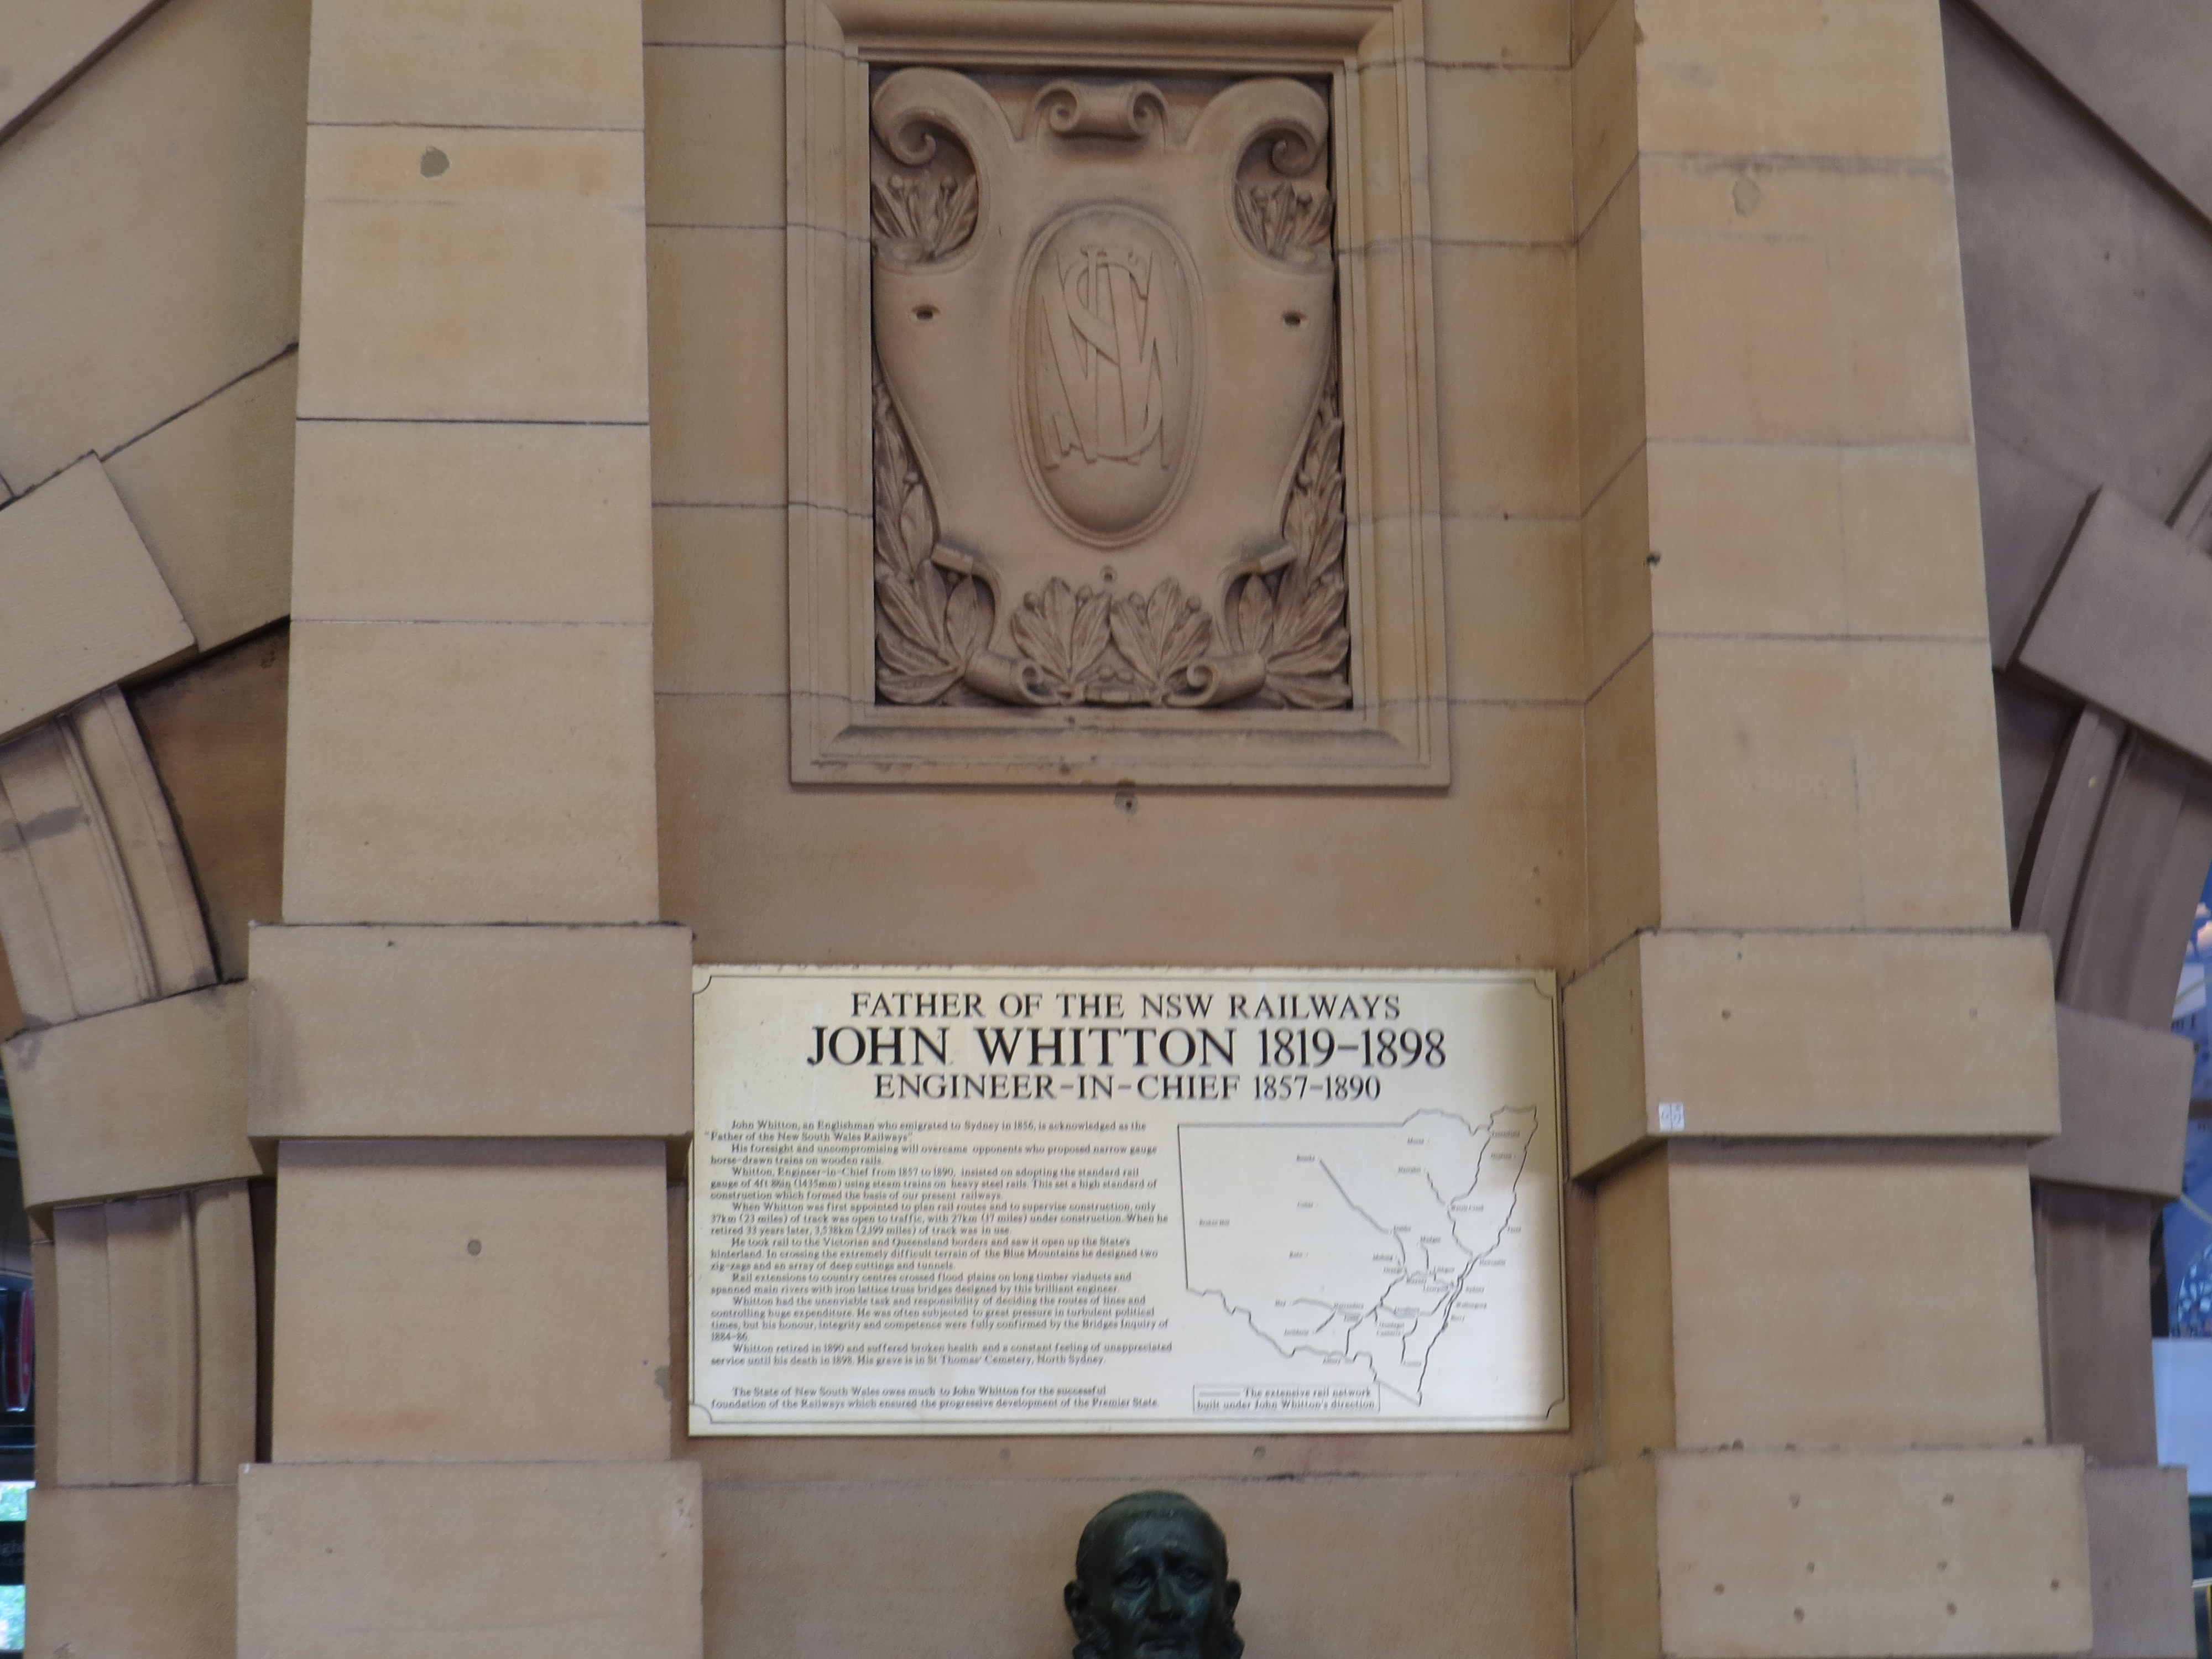 FATHER OF THE NSW RAILWAYS
JOHN WHITTON 1819-1898
ENGINEER-IN-CHIEF 1857-1890
John Whitton, an Englishman who emigrated to Sydney in 1856, is acknowledged as the
"Father of the New South Wales Railways".
His foresight and uncompromising will overcame opponents who proposed narrow gauge
horse-drawn trains on wooden rails.
Whitton, Engineer-in-Chief from 1857 to 1890, insisted on adopting the standard rail
gauge of 4ft 8½in (1435mm) using steam trains on heavy steel rails. This set a high standard of
construction which formed the basis of our present railways.
When Whitton was first appointed to plan rail routes and to supervise construction, only
37km (23 miles) of track was open to traffic, with 27km (17 miles) under construction. When he
retired 33 years later, 3,538km (2,199 miles) of track was in use.
He took rail to the Victorian and Queensland borders and saw it open up the State's
hinterland. In crossing the extremely difficult terrain of the Blue Mountains he designed two
zig-zags and an array of deep cuttings and tunnels.
Rail extensions to country centres crossed flood plains on long timber viaducts and
spanned main rivers with iron lattice truss bridges designed by this brilliant engineer.
Whitton had the unenviable task and responsibility of deciding the routes of lines and
controlling huge expenditure. He was often subjected to great pressure in turbulent political
times, but his honour, integrity and competence were fully confirmed by the Bridges Inquiry of
1884-86.
Whitton retired in 1890 and suffered broken health and a constant feeling of unappreciated
service until his death in 1898. His grave is in St Thomas' Cemetery, North Sydney.
The State of New South Wales owes much to John Whitton for the successful
foundation of the Railways which ensured the progressive development of the Premier State.
Bourke
Broken Hill
Newcastle
Sydney
Wollongong
The extensive rail network
built under John Whitton's direction